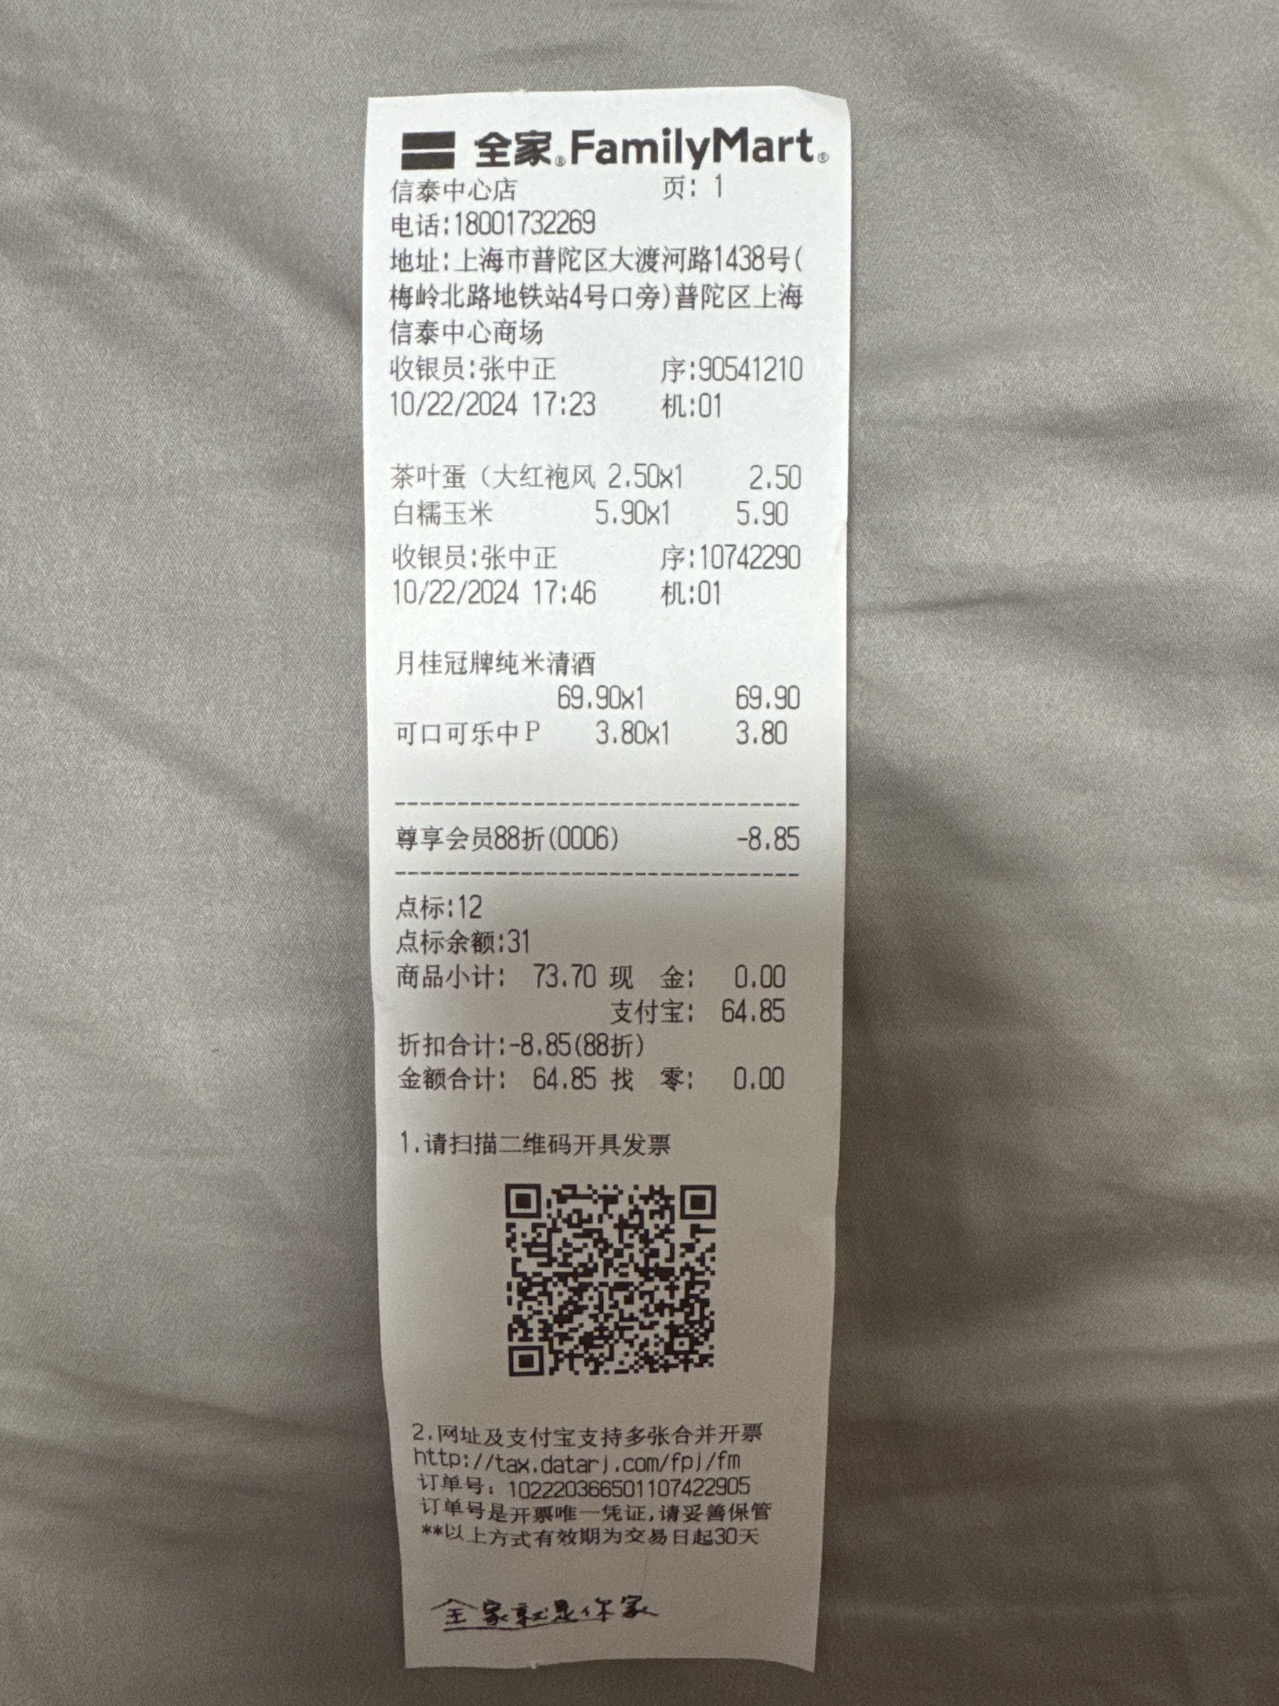 全家®FamilyMart®
信泰中心店 页: 1
电话:18001732269
地址:上海市普陀区大渡河路1438号(
梅岭北路地铁站4号口旁)普陀区上海
信泰中心商场
收银员:张中正 序:90541210
10/22/2024 17:23 机:01
茶叶蛋（大红袍风 2.50x1 2.50
白糯玉米 5.90x1 5.90
收银员:张中正 序:10742290
10/22/2024 17:46 机:01
月桂冠牌纯米清酒
69.90x1 69.90
可口可乐中P 3.80x1 3.80
--------------------------------
尊享会员88折(0006) -8.85
--------------------------------
点标:12
点标余额:31
商品小计: 73.70 现 金: 0.00
支付宝: 64.85
折扣合计:-8.85(88折)
金额合计: 64.85 找 零: 0.00
1.请扫描二维码开具发票
2.网址及支付宝支持多张合并开票
http://tax.datarj.com/fpj/fm
订单号: 1022203665011074​22905
订单号是开票唯一凭证,请妥善保管
**以上方式有效期为交易日起30天
全家就是你家